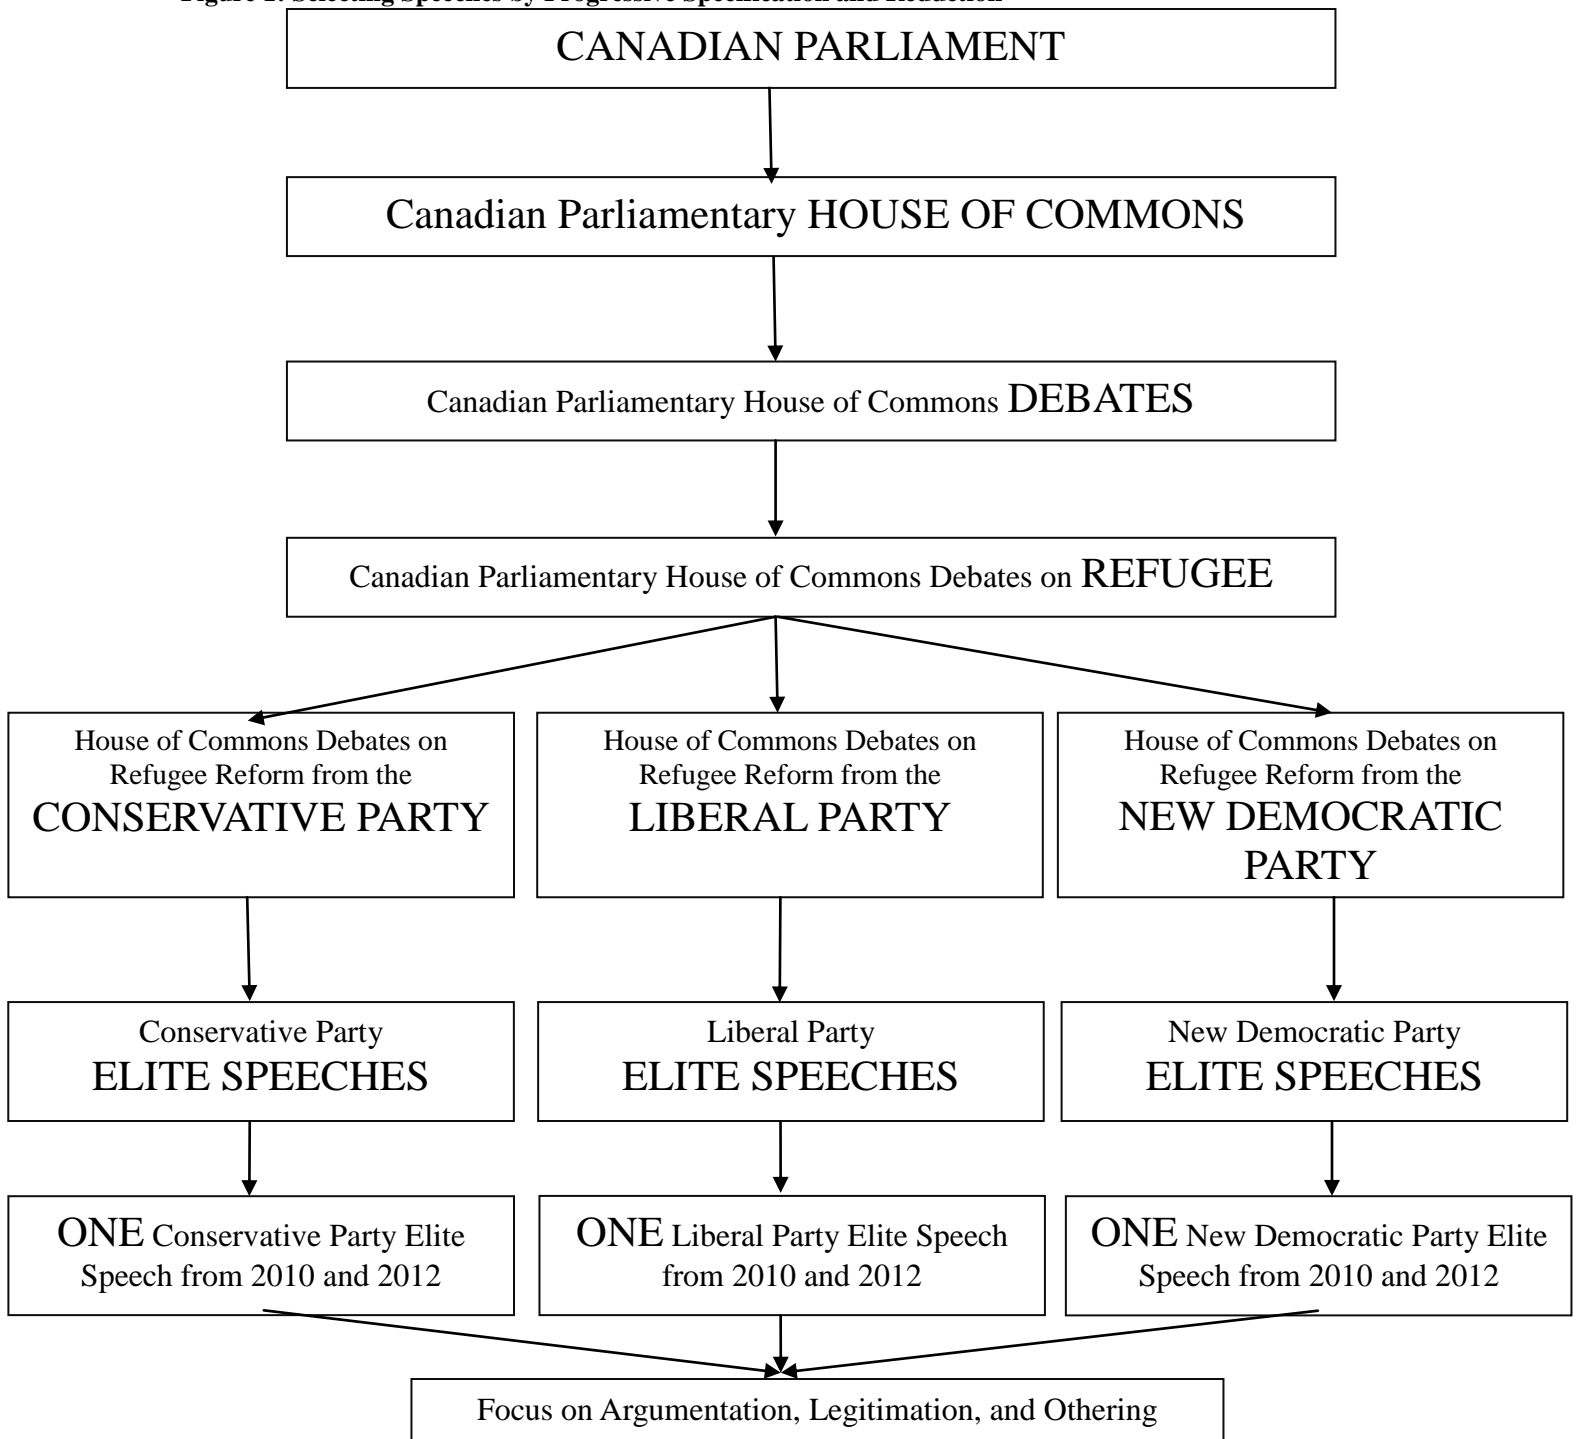 CANADIAN PARLIAMENT
Canadian Parliamentary HOUSE OF COMMONS
Canadian Parliamentary House of Commons DEBATES
Canadian Parliamentary House of Commons Debates on REFUGEE
House of Commons Debates on
Refugee Reform from the
CONSERVATIVE PARTY
House of Commons Debates on
Refugee Reform from the
LIBERAL PARTY
House of Commons Debates on
Refugee Reform from the
NEW DEMOCRATIC
PARTY
Conservative Party
ELITE SPEECHES
Liberal Party
ELITE SPEECHES
New Democratic Party
ELITE SPEECHES
ONE Conservative Party Elite
Speech from 2010 and 2012
ONE Liberal Party Elite Speech
from 2010 and 2012
ONE New Democratic Party Elite
Speech from 2010 and 2012
Focus on Argumentation, Legitimation, and Othering